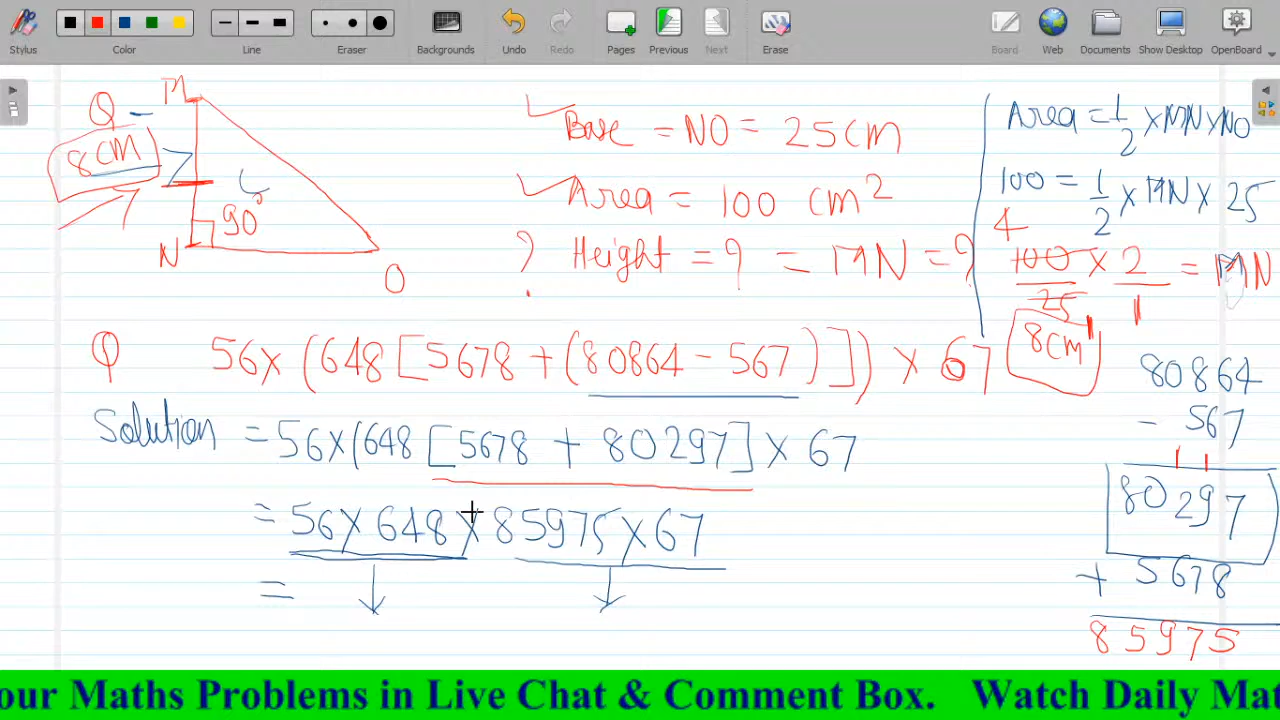 Stylus Color Line Eraser Backgrounds Undo Redo Pages Previous Next Erase Board Web Documents Show Desktop OpenBoard
Q - M
8cm
90°
N
O
Base = NO = 25cm
Area = 100 cm²
? Height = ? = MN = ?
Area = 1/2 × MN × NO
100 = 1/2 × MN × 25
4
100/25 × 2/1 = MN
8cm
Q 56×(648[5678+(80864-567)]) × 67
Solution = 56×(648[5678 + 80297] × 67
= 56 × 648 × 85975 × 67
=
80864
- 567
1 1
80297
+ 5678
85975
our Maths Problems in Live Chat & Comment Box. Watch Daily Mat